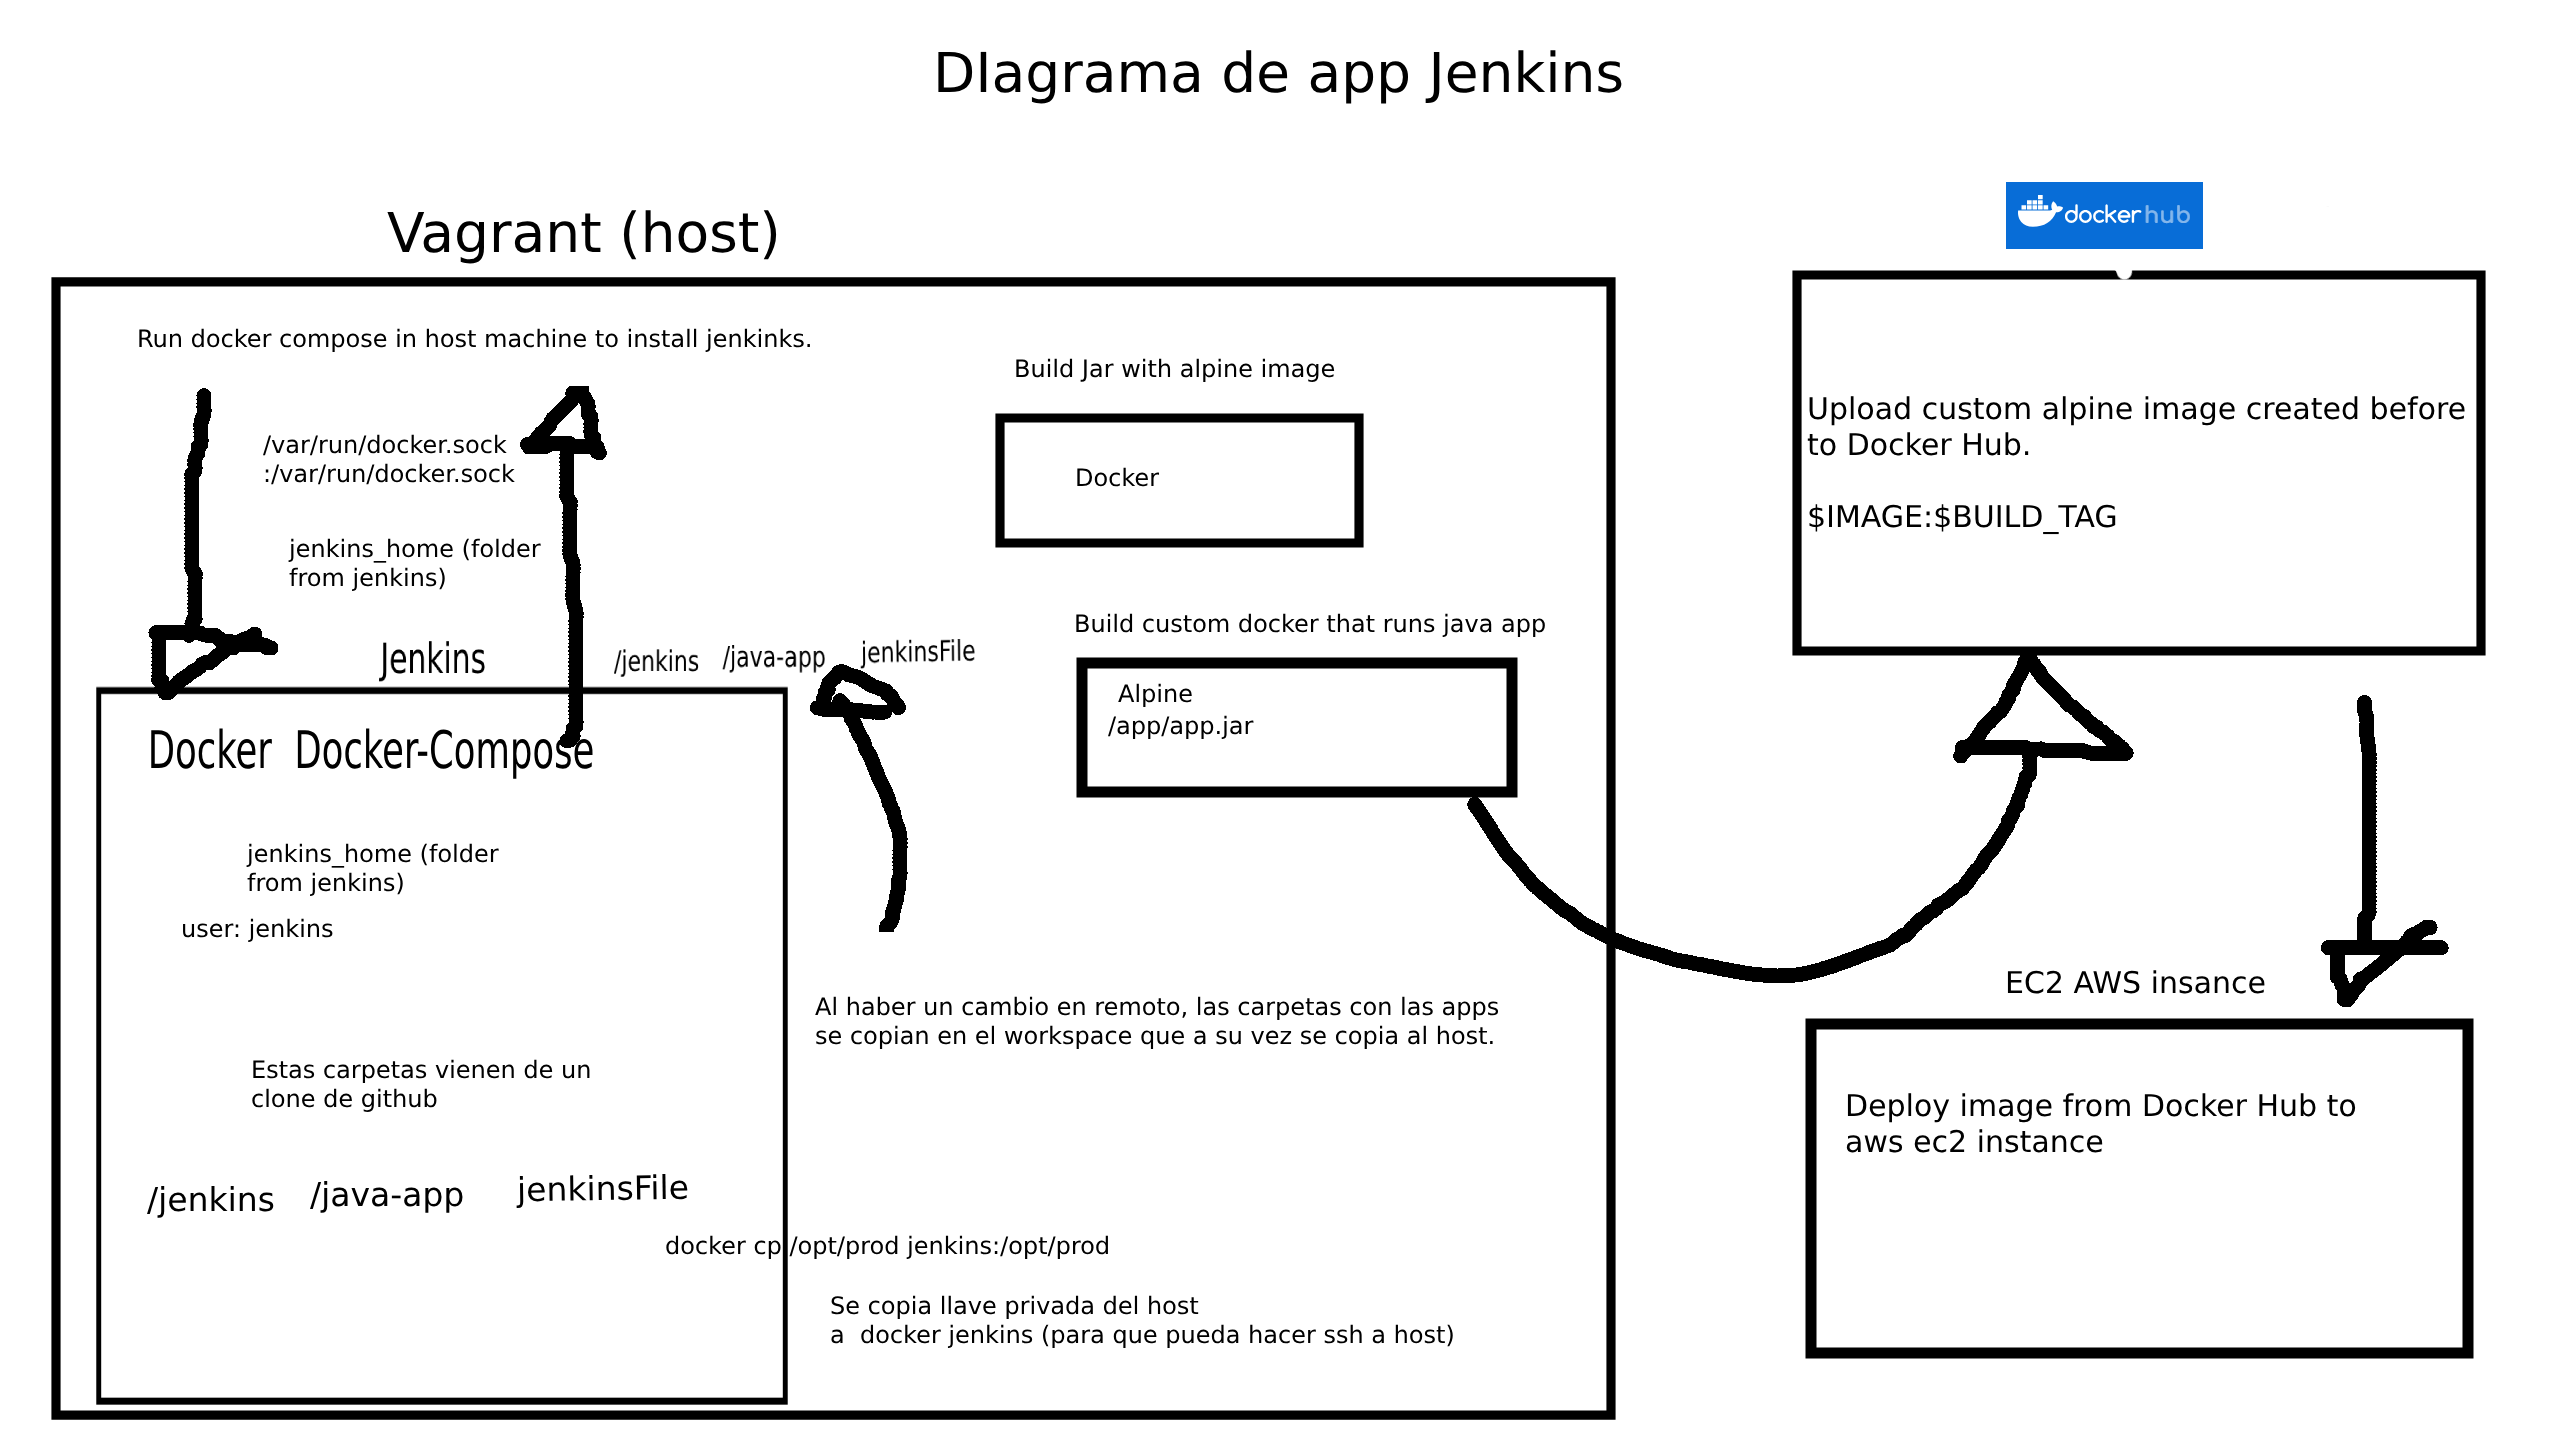 DIagrama de app Jenkins
Vagrant (host)
dockerhub
Run docker compose in host machine to install jenkinks.
/var/run/docker.sock
:/var/run/docker.sock
jenkins_home (folder
from jenkins)
Jenkins
/jenkins /java-app jenkinsFile
Docker Docker-Compose
jenkins_home (folder
from jenkins)
user: jenkins
Estas carpetas vienen de un
clone de github
/jenkins /java-app jenkinsFile
docker cp /opt/prod jenkins:/opt/prod
Se copia llave privada del host
a docker jenkins (para que pueda hacer ssh a host)
Al haber un cambio en remoto, las carpetas con las apps
se copian en el workspace que a su vez se copia al host.
Build Jar with alpine image
Docker
Build custom docker that runs java app
Alpine
/app/app.jar
Upload custom alpine image created before
to Docker Hub.
$IMAGE:$BUILD_TAG
EC2 AWS insance
Deploy image from Docker Hub to
aws ec2 instance